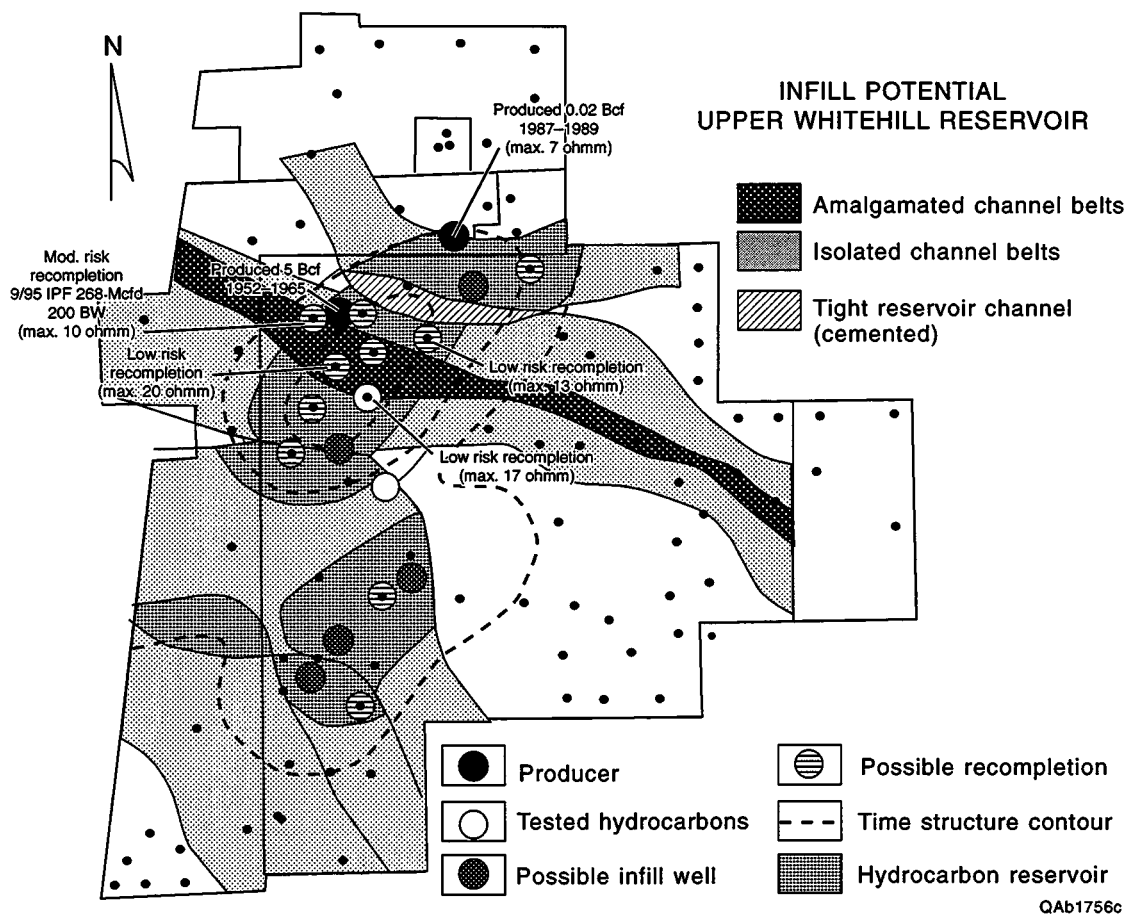 N
INFILL POTENTIAL
UPPER WHITEHILL RESERVOIR
Produced 0.02 Bcf
1987–1989
(max. 7 ohmm)
Amalgamated channel belts
Isolated channel belts
Tight reservoir channel
(cemented)
Mod. risk
recompletion
9/95 IPF 268 Mcfd
200 BW
(max. 10 ohmm)
Produced 5 Bcf
1952–1965
Low risk
recompletion
(max. 20 ohmm)
Low risk recompletion
(max. 13 ohmm)
Low risk recompletion
(max. 17 ohmm)
Producer
Tested hydrocarbons
Possible infill well
Possible recompletion
Time structure contour
Hydrocarbon reservoir
QAb1756c